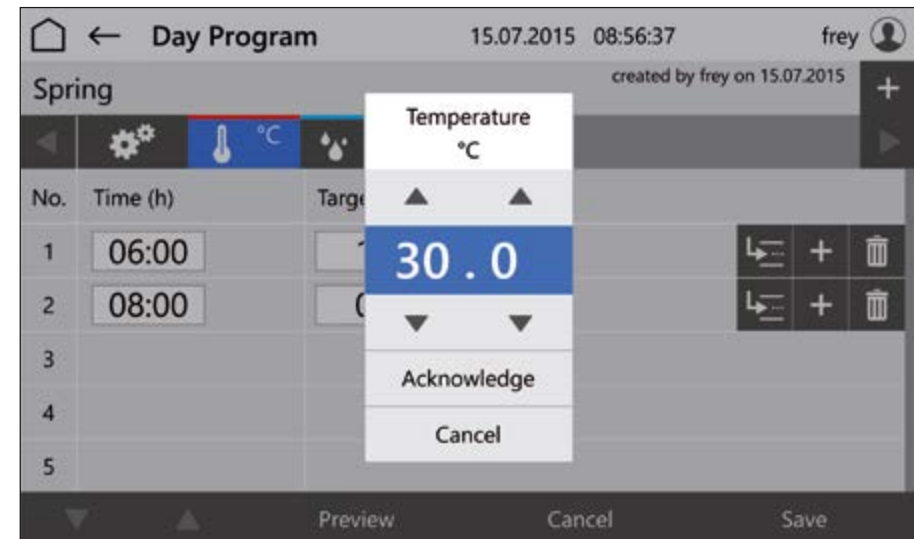 Day Program 15.07.2015 08:56:37 frey
Spring created by frey on 15.07.2015 +
°C
Temperature
°C
No. Time (h)
30 . 0
1 06:00 +
2 08:00 +
3
4
5
Acknowledge
Cancel
Preview Cancel Save